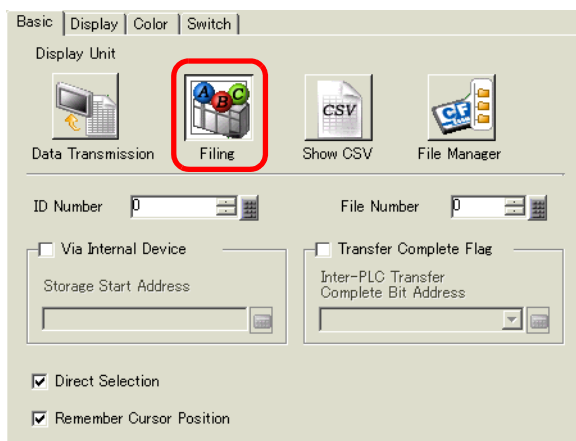 Basic Display Color Switch
Display Unit
A B C CSV CF
Data Transmission Filing Show CSV File Manager
ID Number 0 File Number 0
Via Internal Device Transfer Complete Flag
Storage Start Address
Inter-PLC Transfer
Complete Bit Address
Direct Selection
Remember Cursor Position